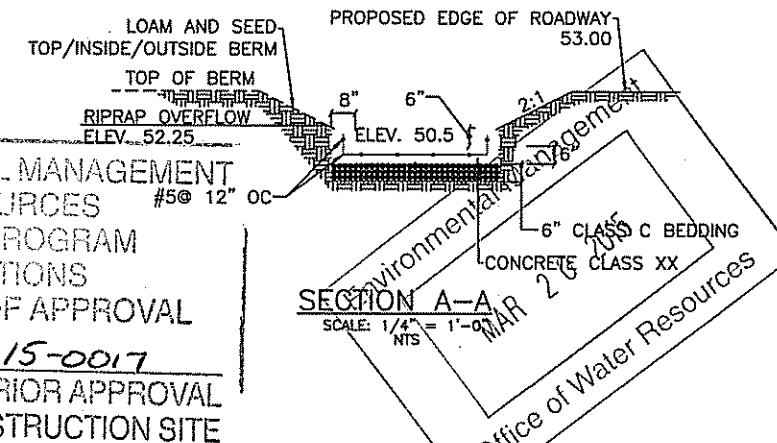 LOAM AND SEED
TOP/INSIDE/OUTSIDE BERM
PROPOSED EDGE OF ROADWAY
53.00
TOP OF BERM
8"
6"
2:1
RIPRAP OVERFLOW
ELEV. 52.25
ELEV. 50.5
6"
#5@ 12" OC
6" CLASS C BEDDING
CONCRETE CLASS XX
SECTION A-A
SCALE: 1/4" = 1'-0"
NTS
L MANAGEMENT
URCES
ROGRAM
TIONS
OF APPROVAL
15-0017
RIOR APPROVAL
STRUCTION SITE
Environmental Management
MAR 20 2015
Office of Water Resources